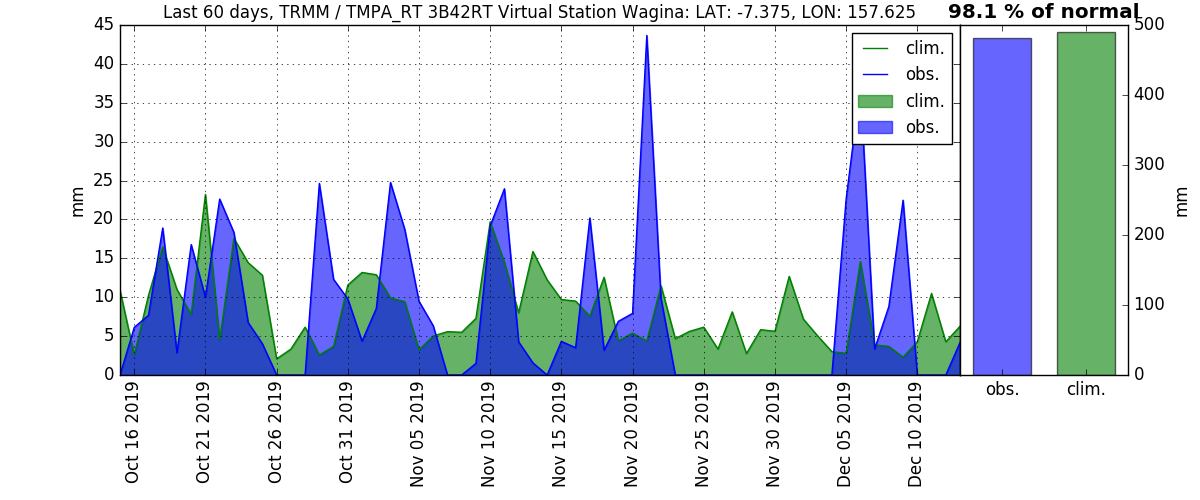 Last 60 days, TRMM / TMPA_RT 3B42RT Virtual Station Wagina: LAT: -7.375, LON: 157.625
98.1 % of normal
45
40
35
30
25
20
15
10
5
0
mm
clim.
obs.
clim.
obs.
Oct 16 2019
Oct 21 2019
Oct 26 2019
Oct 31 2019
Nov 05 2019
Nov 10 2019
Nov 15 2019
Nov 20 2019
Nov 25 2019
Nov 30 2019
Dec 05 2019
Dec 10 2019
500
400
300
200
100
0
mm
obs.
clim.